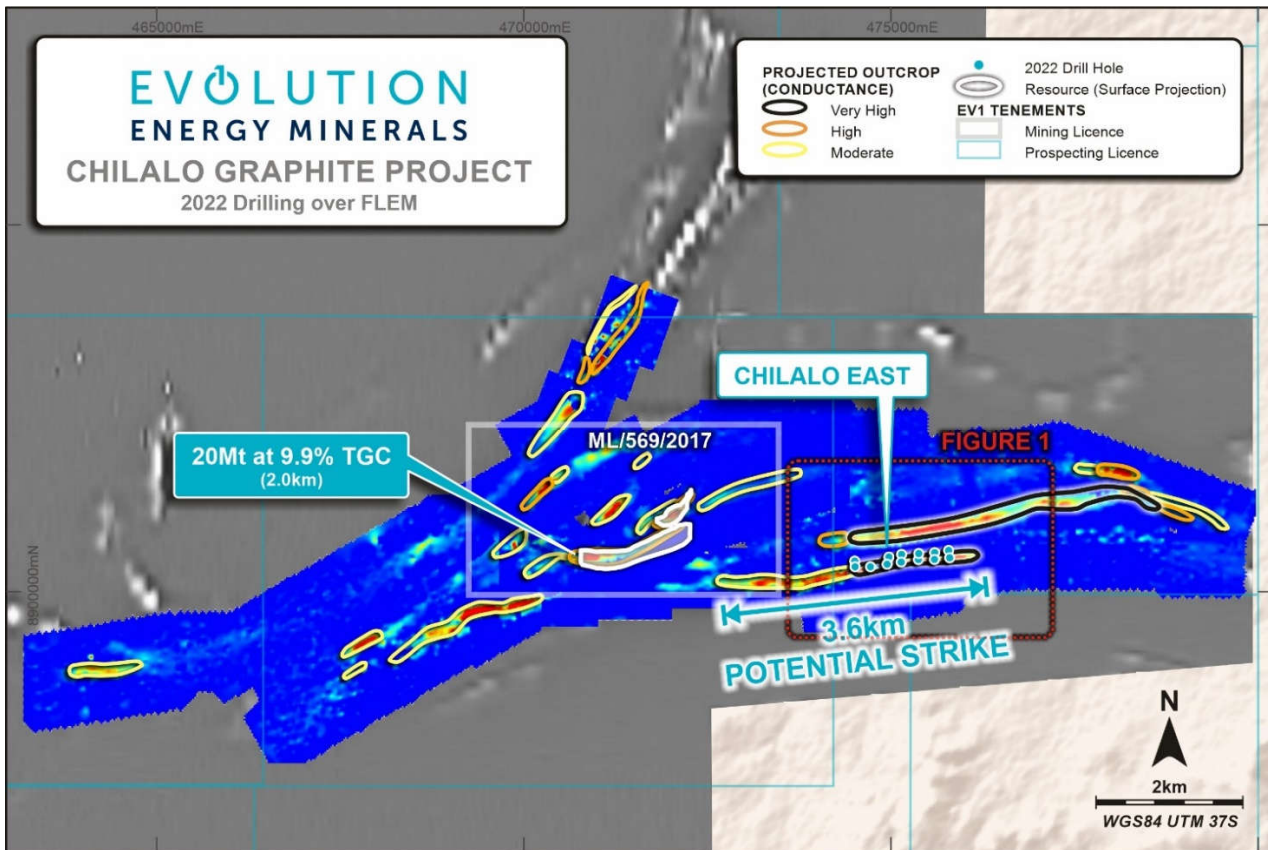 465000mE
470000mE
475000mE
EVOLUTION
ENERGY MINERALS
CHILALO GRAPHITE PROJECT
2022 Drilling over FLEM
PROJECTED OUTCROP
(CONDUCTANCE)
Very High
High
Moderate
2022 Drill Hole
Resource (Surface Projection)
EV1 TENEMENTS
Mining Licence
Prospecting Licence
CHILALO EAST
ML/569/2017
FIGURE 1
20Mt at 9.9% TGC
(2.0km)
8900000mN
3.6km
POTENTIAL STRIKE
N
2km
WGS84 UTM 37S